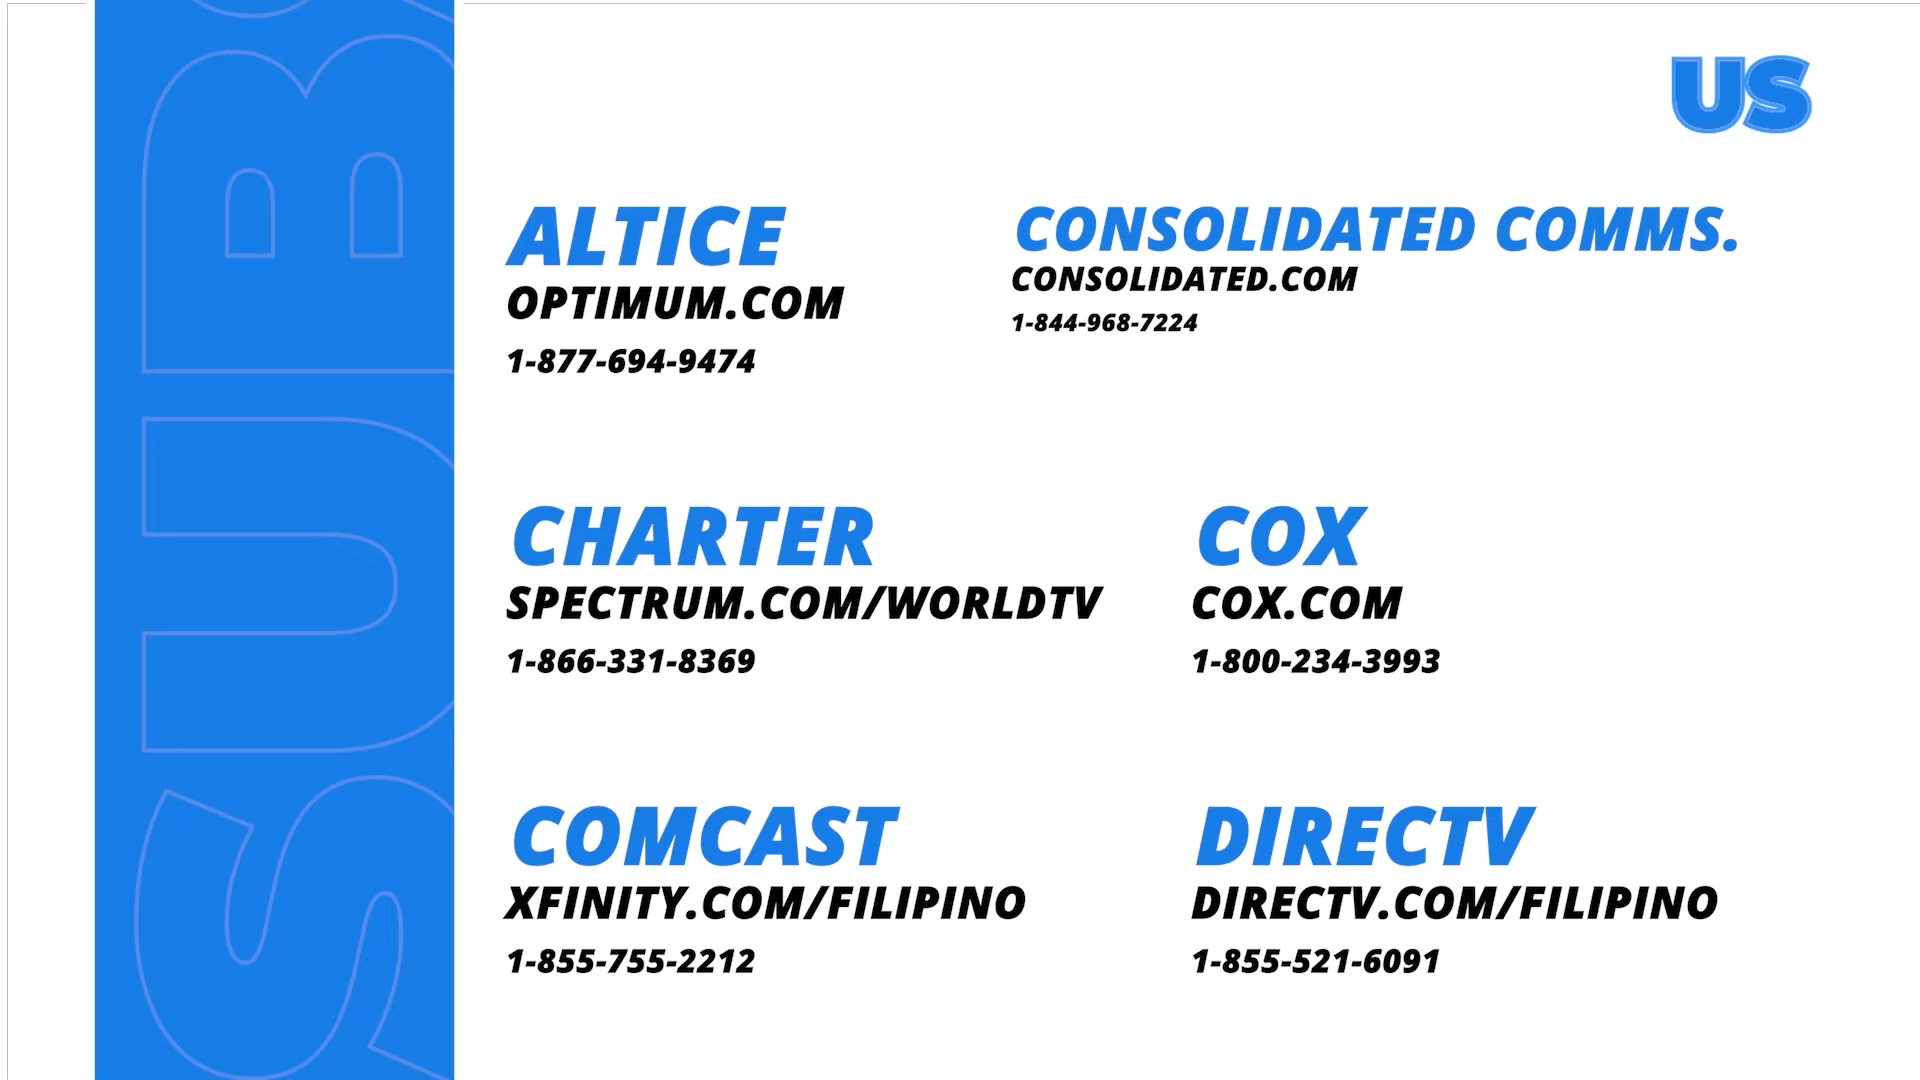 US
ALTICE
OPTIMUM.COM
1-877-694-9474
CONSOLIDATED COMMS.
CONSOLIDATED.COM
1-844-968-7224
CHARTER
SPECTRUM.COM/WORLDTV
1-866-331-8369
COX
COX.COM
1-800-234-3993
COMCAST
XFINITY.COM/FILIPINO
1-855-755-2212
DIRECTV
DIRECTV.COM/FILIPINO
1-855-521-6091
SUB